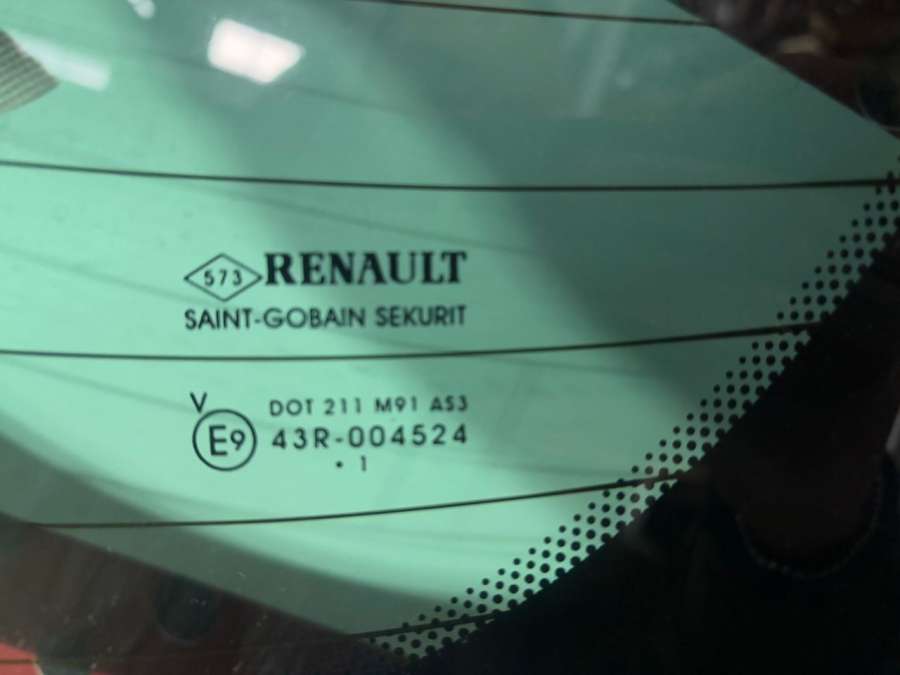 573 RENAULT
SAINT-GOBAIN SEKURIT
V
DOT 211 M91 AS3
E9 43R-004524
· 1